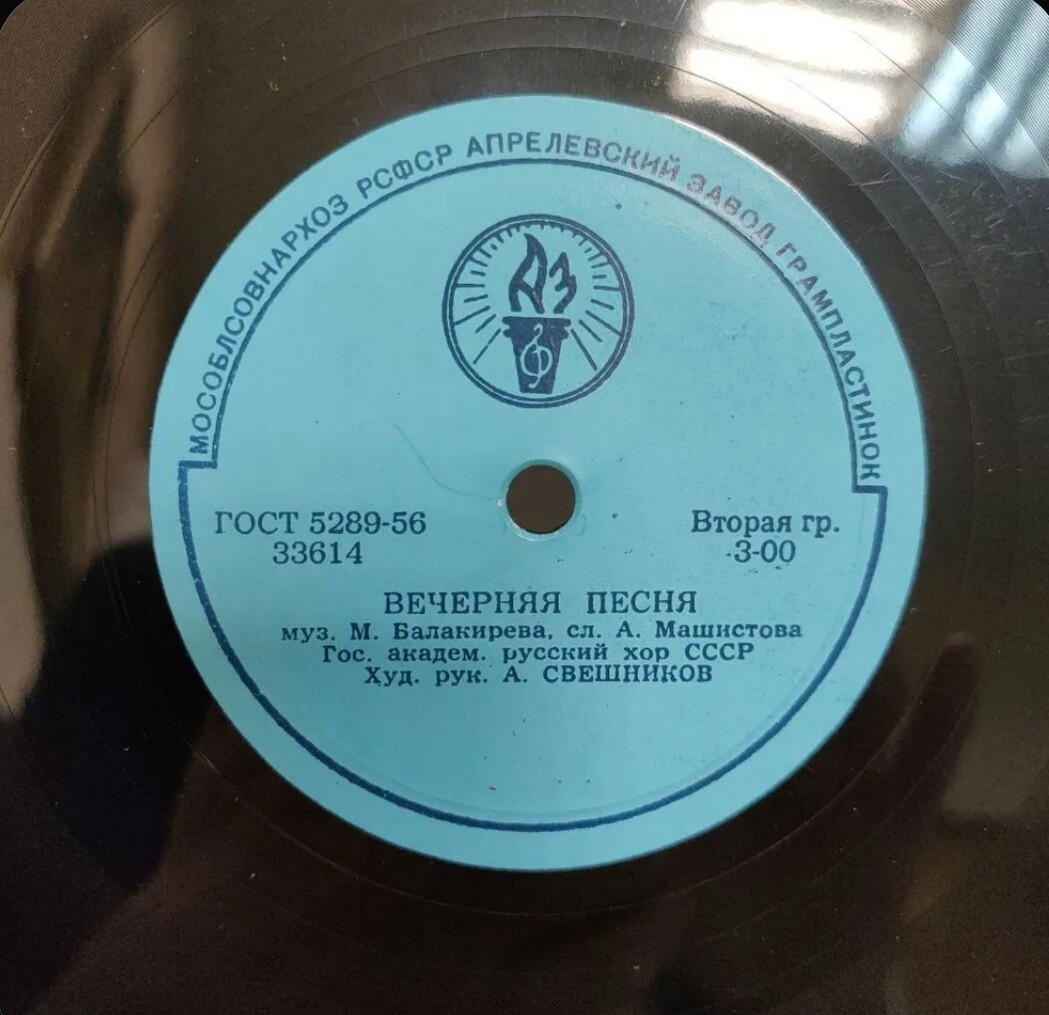 МОСОБЛСОВНАРХОЗ РСФСР АПРЕЛЕВСКИЙ ЗАВОД ГРАМПЛАСТИНОК
АЗ
ГОСТ 5289-56
33614
Вторая гр.
3-00
ВЕЧЕРНЯЯ ПЕСНЯ
муз. М. Балакирева, сл. А. Машистова
Гос. академ. русский хор СССР
Худ. рук. А. СВЕШНИКОВ